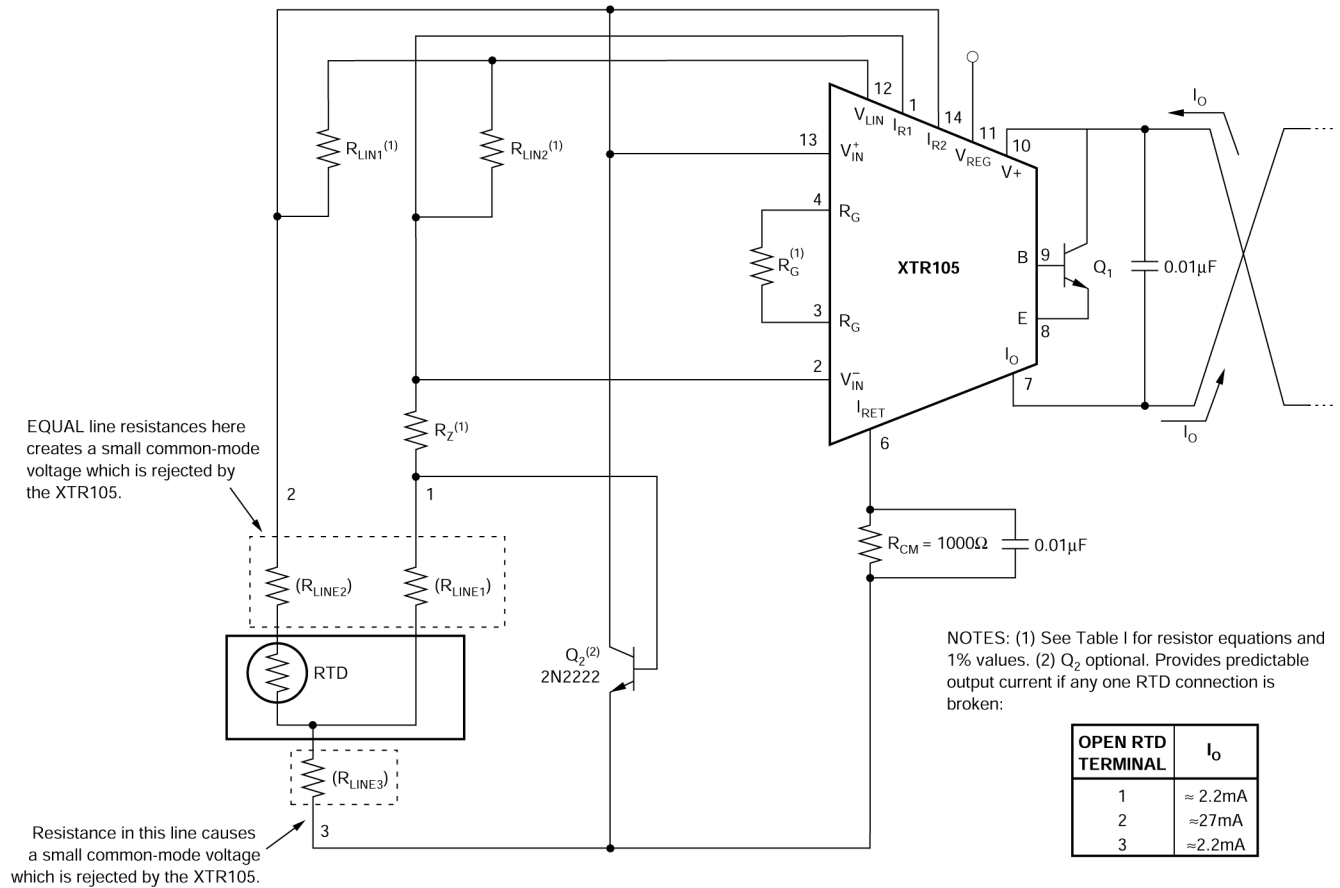 12
1
14
11
10
V_LIN
I_R1
I_R2
V_REG
V+
I_O
R_LIN1^(1)
R_LIN2^(1)
13
V_IN^+
4
R_G
R_G^(1)
XTR105
B
9
Q_1
0.01µF
3
R_G
E
8
I_O
7
2
V_IN^–
I_RET
6
I_O
EQUAL line resistances here
creates a small common-mode
voltage which is rejected by
the XTR105.
R_Z^(1)
2
1
R_CM = 1000Ω
0.01µF
(R_LINE2)
(R_LINE1)
RTD
Q_2^(2)
2N2222
(R_LINE3)
3
Resistance in this line causes
a small common-mode voltage
which is rejected by the XTR105.
NOTES: (1) See Table I for resistor equations and
1% values. (2) Q_2 optional. Provides predictable
output current if any one RTD connection is
broken:
OPEN RTD
TERMINAL
I_O
1 ≈ 2.2mA
2 ≈27mA
3 ≈2.2mA